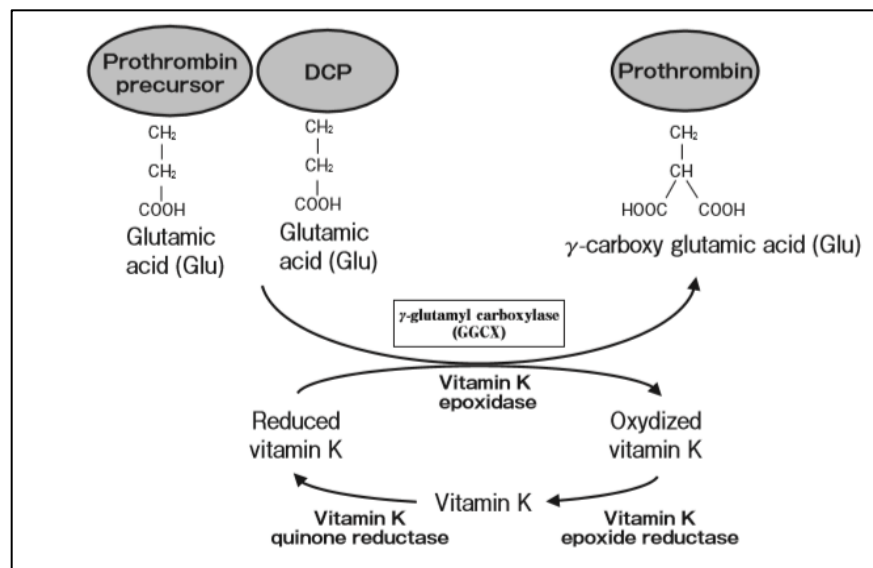 Prothrombin
precursor
DCP
Prothrombin
CH₂
CH₂
COOH
Glutamic
acid (Glu)
CH₂
CH₂
COOH
Glutamic
acid (Glu)
CH₂
CH
HOOC COOH
γ-carboxy glutamic acid (Glu)
γ-glutamyl carboxylase
(GGCX)
Vitamin K
epoxidase
Reduced
vitamin K
Oxydized
vitamin K
Vitamin K
Vitamin K
quinone reductase
Vitamin K
epoxide reductase